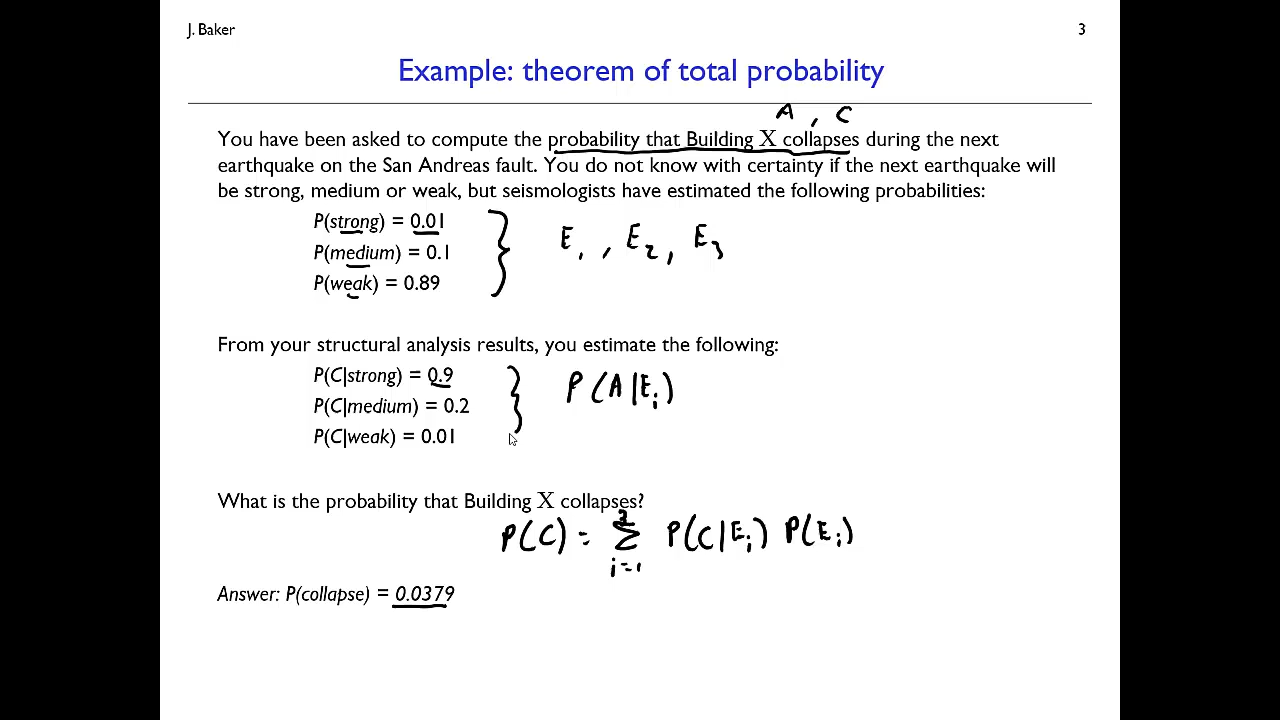 J. Baker 3
Example: theorem of total probability
A, C
You have been asked to compute the probability that Building X collapses during the next
earthquake on the San Andreas fault. You do not know with certainty if the next earthquake will
be strong, medium or weak, but seismologists have estimated the following probabilities:
P(strong) = 0.01
P(medium) = 0.1 } E₁, E₂, E₃
P(weak) = 0.89
From your structural analysis results, you estimate the following:
P(C|strong) = 0.9 } P(A|Eᵢ)
P(C|medium) = 0.2
P(C|weak) = 0.01
What is the probability that Building X collapses?
P(C) = ∑³ᵢ₌₁ P(C|Eᵢ) P(Eᵢ)
Answer: P(collapse) = 0.0379